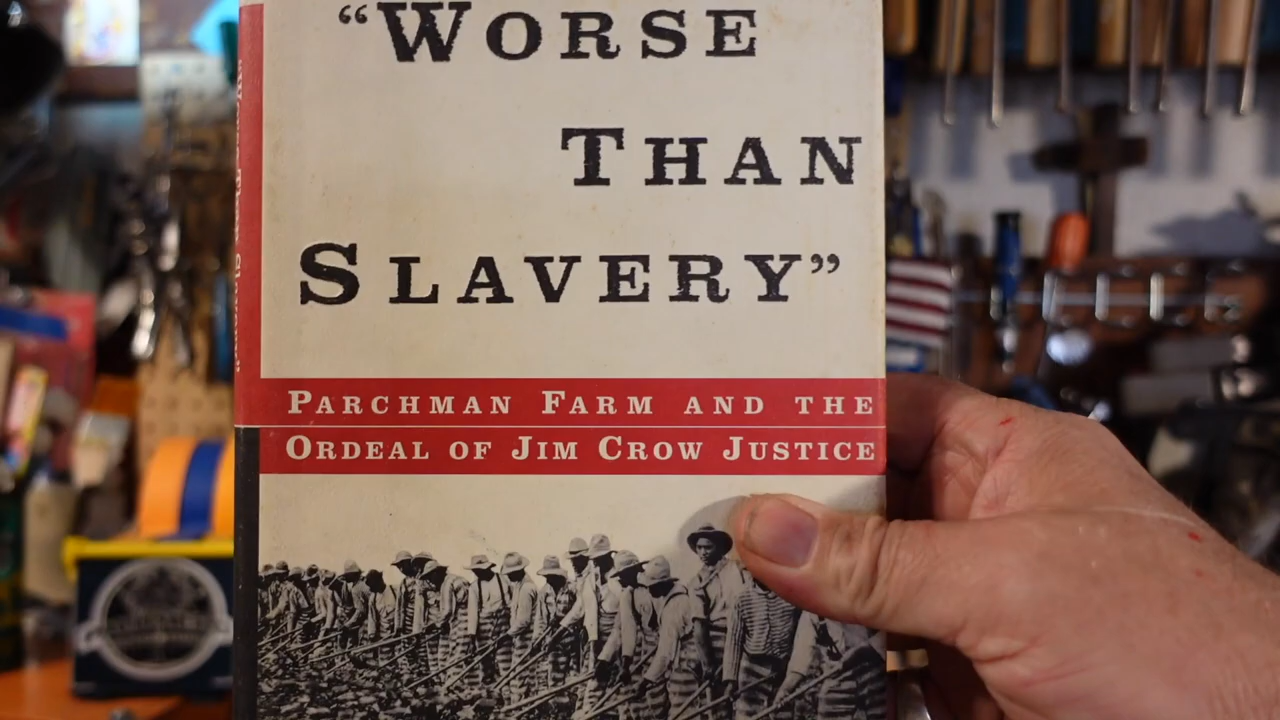 “WORSE
THAN
SLAVERY”
PARCHMAN FARM AND THE
ORDEAL OF JIM CROW JUSTICE